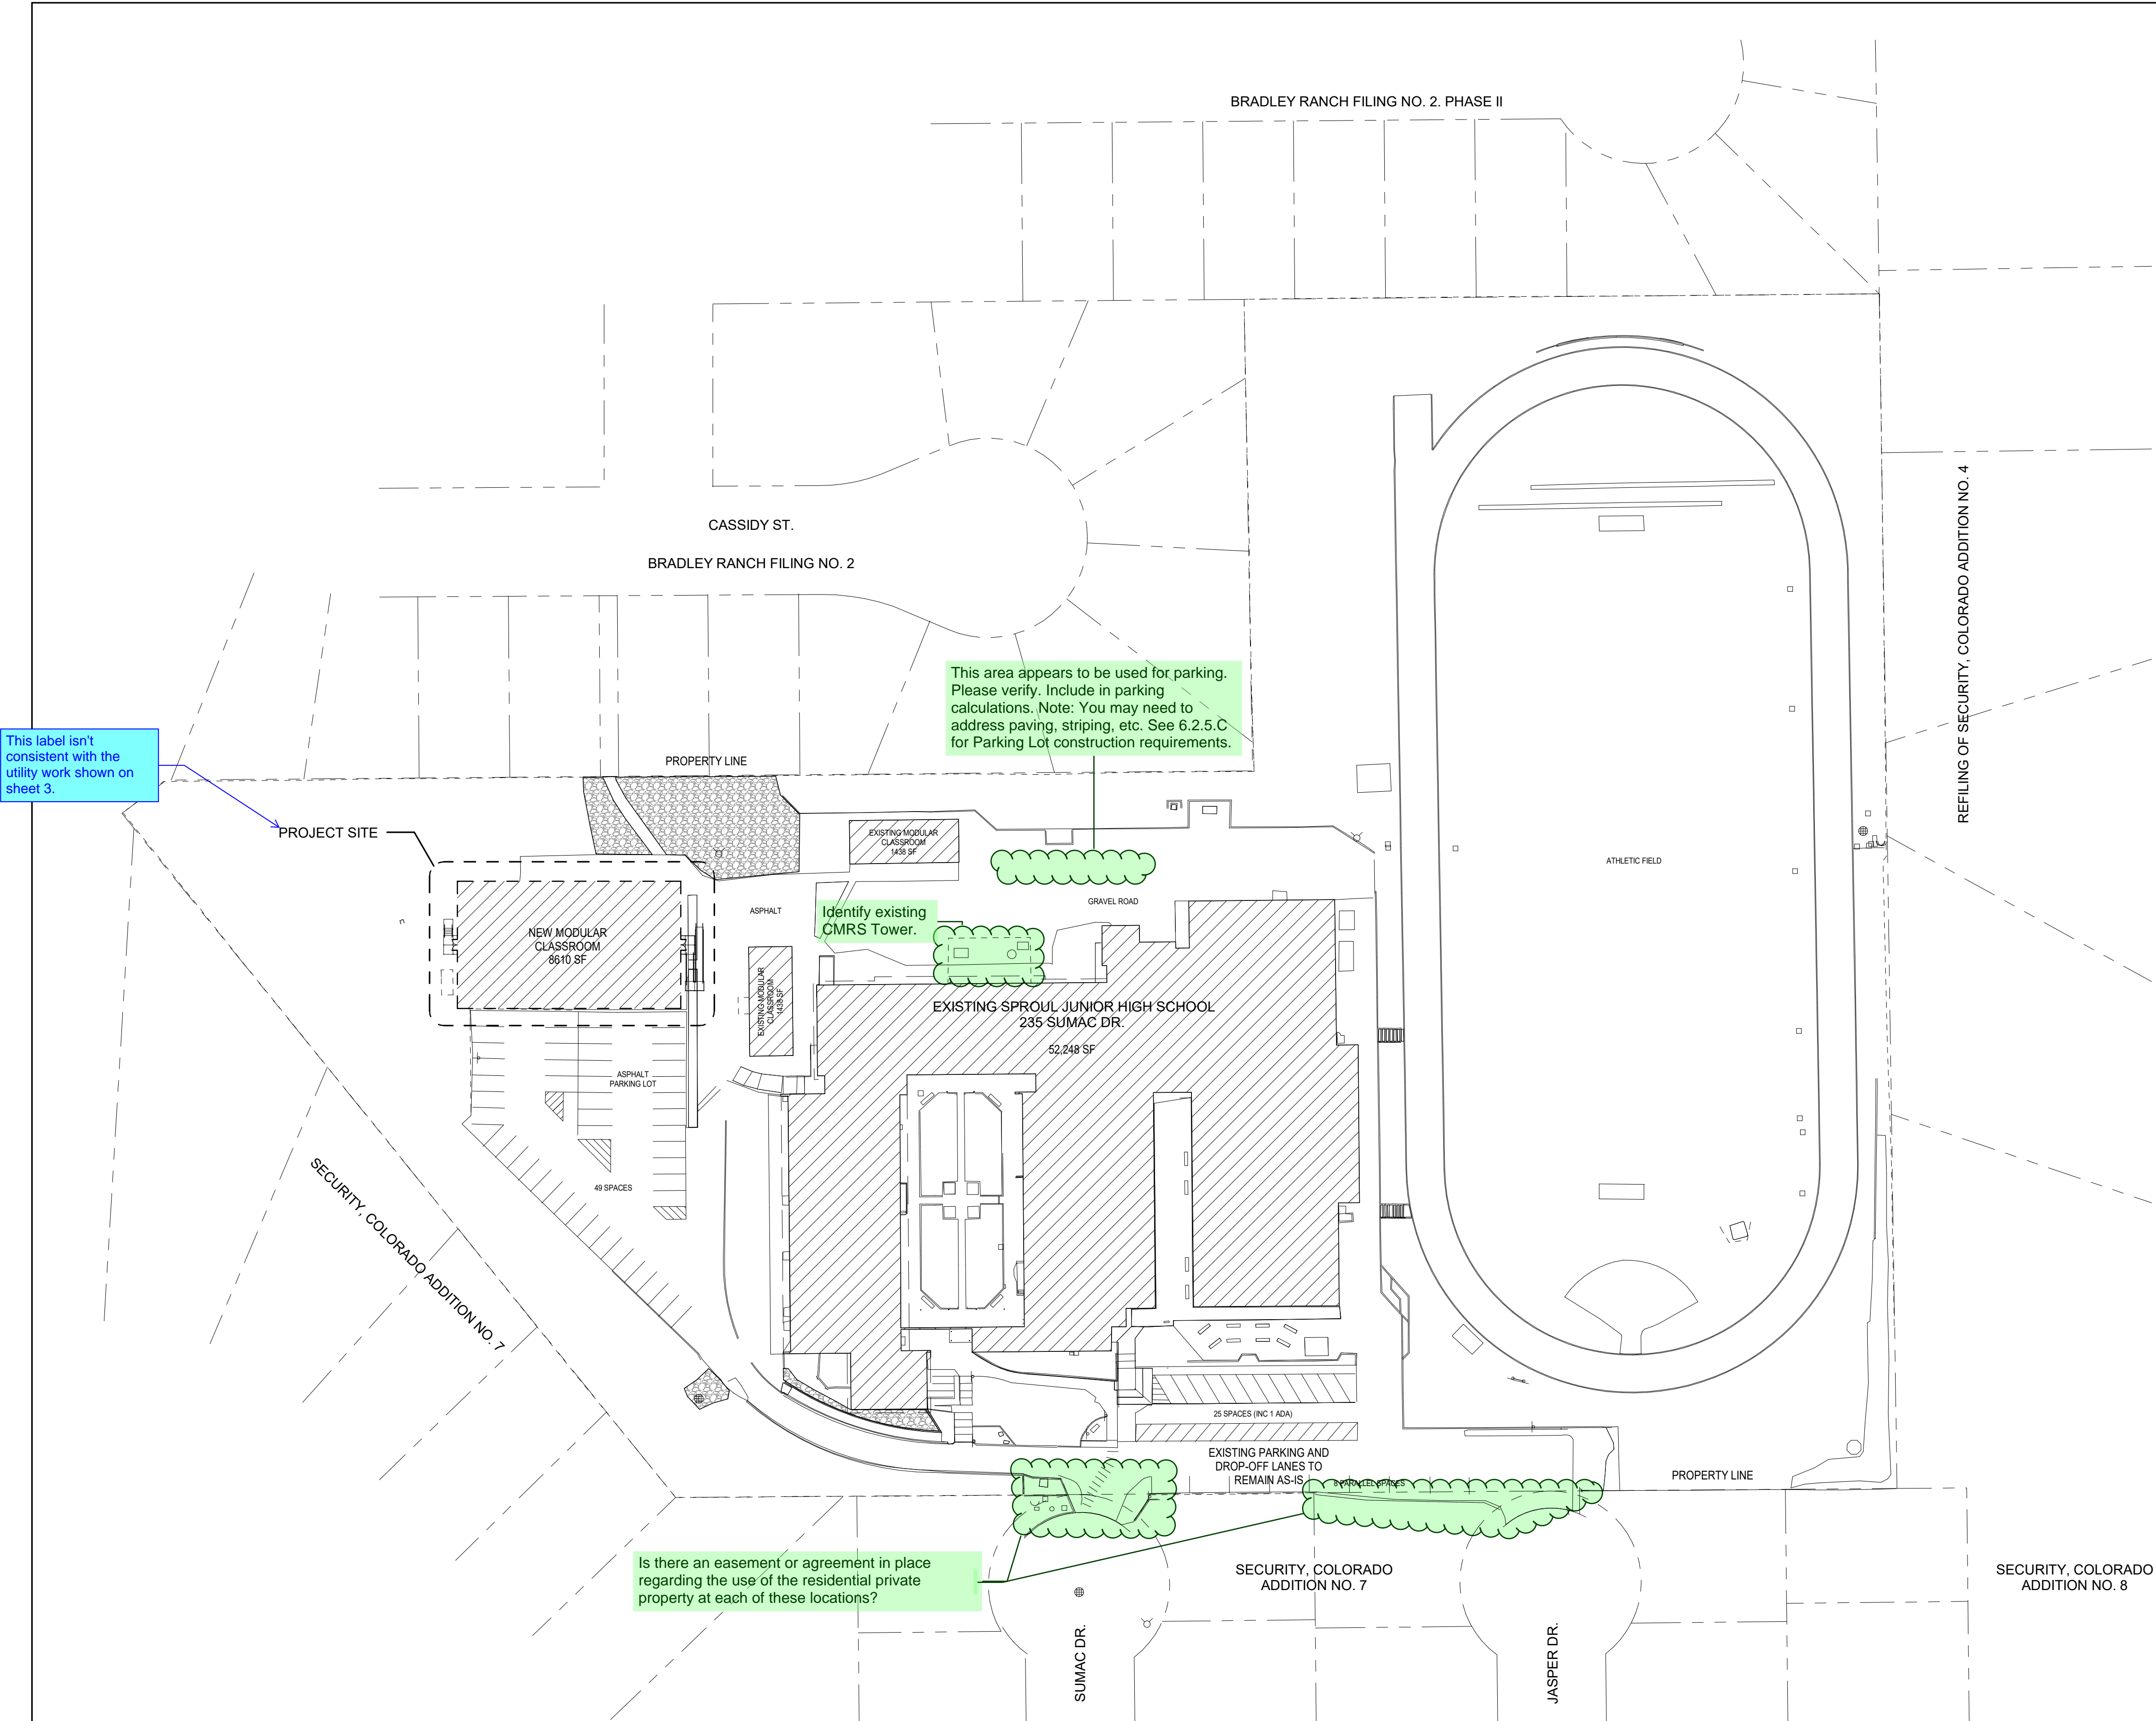 BRADLEY RANCH FILING NO. 2. PHASE II
CASSIDY ST.
BRADLEY RANCH FILING NO. 2
REFILING OF SECURITY, COLORADO ADDITION NO. 4
This area appears to be used for parking.
Please verify. Include in parking
calculations. Note: You may need to
address paving, striping, etc. See 6.2.5.C
for Parking Lot construction requirements.
This label isn't
consistent with the
utility work shown on
sheet 3.
PROPERTY LINE
PROJECT SITE
EXISTING MODULAR
CLASSROOM
1438 SF
ATHLETIC FIELD
GRAVEL ROAD
ASPHALT
Identify existing
CMRS Tower.
NEW MODULAR
CLASSROOM
8610 SF
EXISTING MODULAR
CLASSROOM
1438 SF
EXISTING SPROUL JUNIOR HIGH SCHOOL
235 SUMAC DR.
52,248 SF
ASPHALT
PARKING LOT
49 SPACES
SECURITY, COLORADO ADDITION NO. 7
25 SPACES (INC 1 ADA)
EXISTING PARKING AND
DROP-OFF LANES TO
REMAIN AS-IS
8 PARALLEL SPACES
PROPERTY LINE
Is there an easement or agreement in place
regarding the use of the residential private
property at each of these locations?
SECURITY, COLORADO
ADDITION NO. 7
SECURITY, COLORADO
ADDITION NO. 8
SUMAC DR.
JASPER DR.